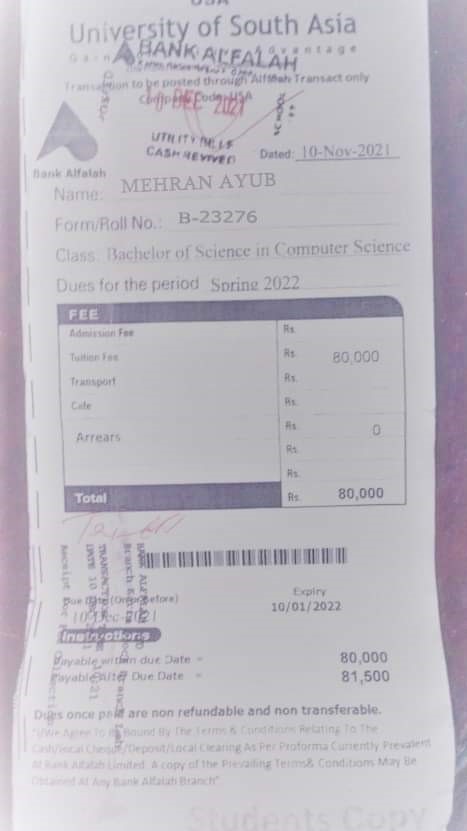 USA
University of South Asia
BANK ALFALAH
Transaction to be posted through Alfalah Transact only
Company Code: USA
10 DEC 2021
UTILITY BILLS
CASH RECEIVED
Dated: 10-Nov-2021
Bank Alfalah
Name: MEHRAN AYUB
Form/Roll No.: B-23276
Class: Bachelor of Science in Computer Science
Dues for the period Spring 2022
FEE
Admission Fee Rs.
Tuition Fee Rs. 80,000
Transport Rs.
Cafe Rs.
Arrears Rs. 0
Rs.
Rs.
Total Rs. 80,000
Due Date (On or Before)
10-Dec-2021
Expiry
10/01/2022
Instructions
Payable within due Date = 80,000
Payable After Due Date = 81,500
Dues once paid are non refundable and non transferable.
"I/We Agree To Be Bound By The Terms & Conditions Relating To The
Cash/local Cheque/Deposit/Local Clearing As Per Proforma Currently Prevalent
At Bank Alfalah Limited. A copy of the Prevailing Terms& Conditions May Be
Obtained At Any Bank Alfalah Branch"
Students Copy